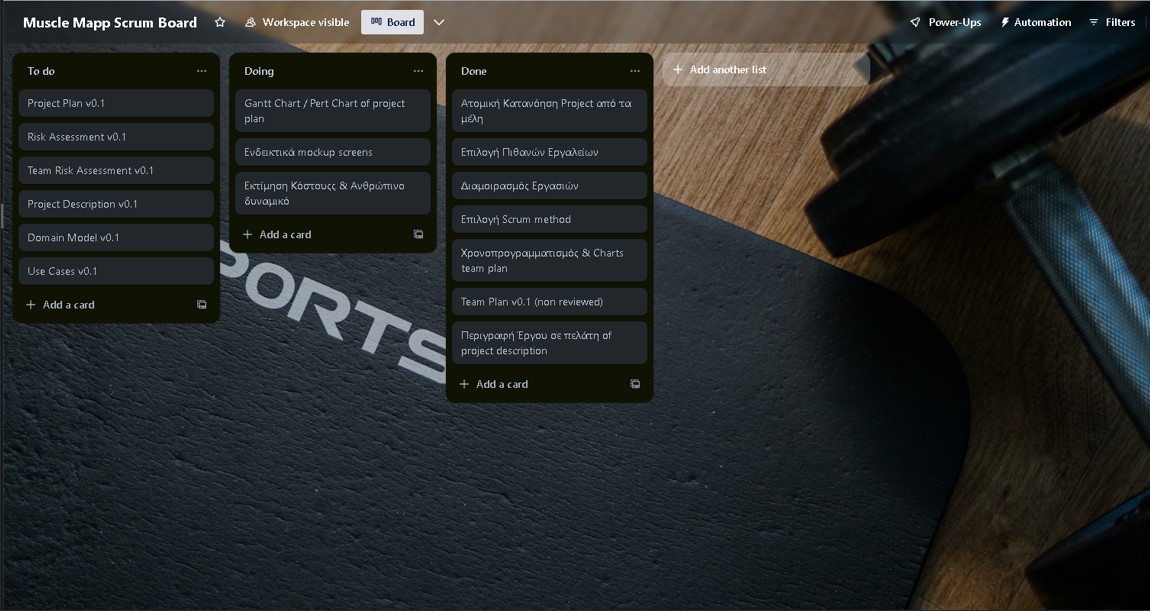 Muscle Mapp Scrum Board
Workspace visible
Board
Power-Ups
Automation
Filters
To do
Project Plan v0.1
Risk Assessment v0.1
Team Risk Assessment v0.1
Project Description v0.1
Domain Model v0.1
Use Cases v0.1
Add a card
Doing
Gantt Chart / Pert Chart of project
plan
Ενδεικτικά mockup screens
Εκτίμηση Κόστουςς & Ανθρώπινο
δυναμικό
Add a card
Done
Ατομική Κατανόηση Project από τα
μέλη
Επιλογή Πιθανών Εργαλείων
Διαμοιρασμός Εργασιών
Επιλογή Scrum method
Χρονοπρογραμματισμός & Charts
team plan
Team Plan v0.1 (non reviewed)
Περιγραφή Έργου σε πελάτη of
project description
Add a card
Add another list
PORTS